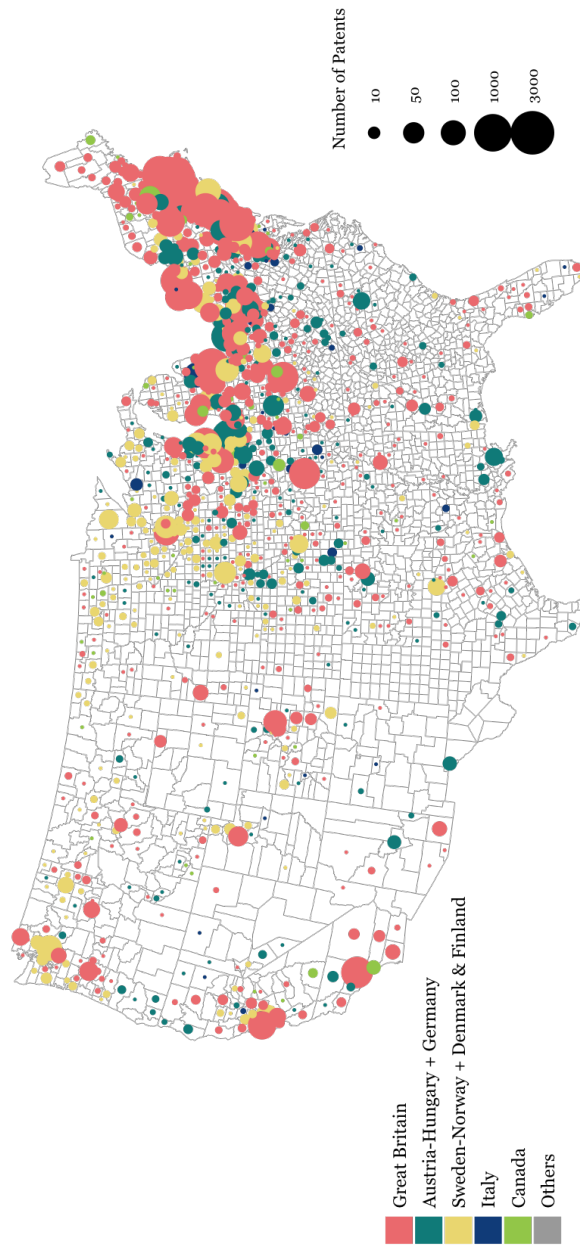 Great Britain
Austria-Hungary + Germany
Sweden-Norway + Denmark & Finland
Italy
Canada
Others
Number of Patents
10
50
100
1000
3000